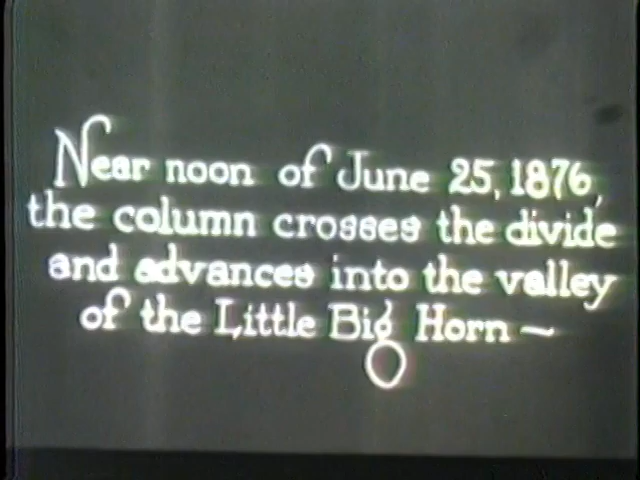 Near noon of June 25, 1876,
the column crosses the divide
and advances into the valley
of the Little Big Horn ~